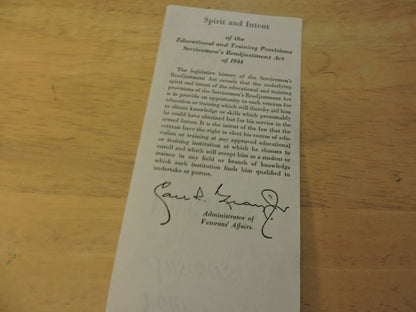 Spirit and Intent
of the
Educational and Training Provisions
Servicemen's Readjustment Act
of 1944
The legislative history of the Servicemen's
Readjustment Act reveals that the underlying
spirit and intent of the educational and training
provisions of the Servicemen's Readjustment Act
is to provide an opportunity to each veteran for
education or training which will thereby aid him
to obtain knowledge or skills which presumably
he could have obtained but for his service in the
armed forces. It is the intent of the law that the
veteran have the right to elect his course of edu-
cation or training at any approved educational
or training institution at which he chooses to
enroll and which will accept him as a student or
trainee in any field or branch of knowledge
which such institution finds him qualified to
undertake or pursue.
Carl R. Gray Jr
Administrator of
Veterans' Affairs.